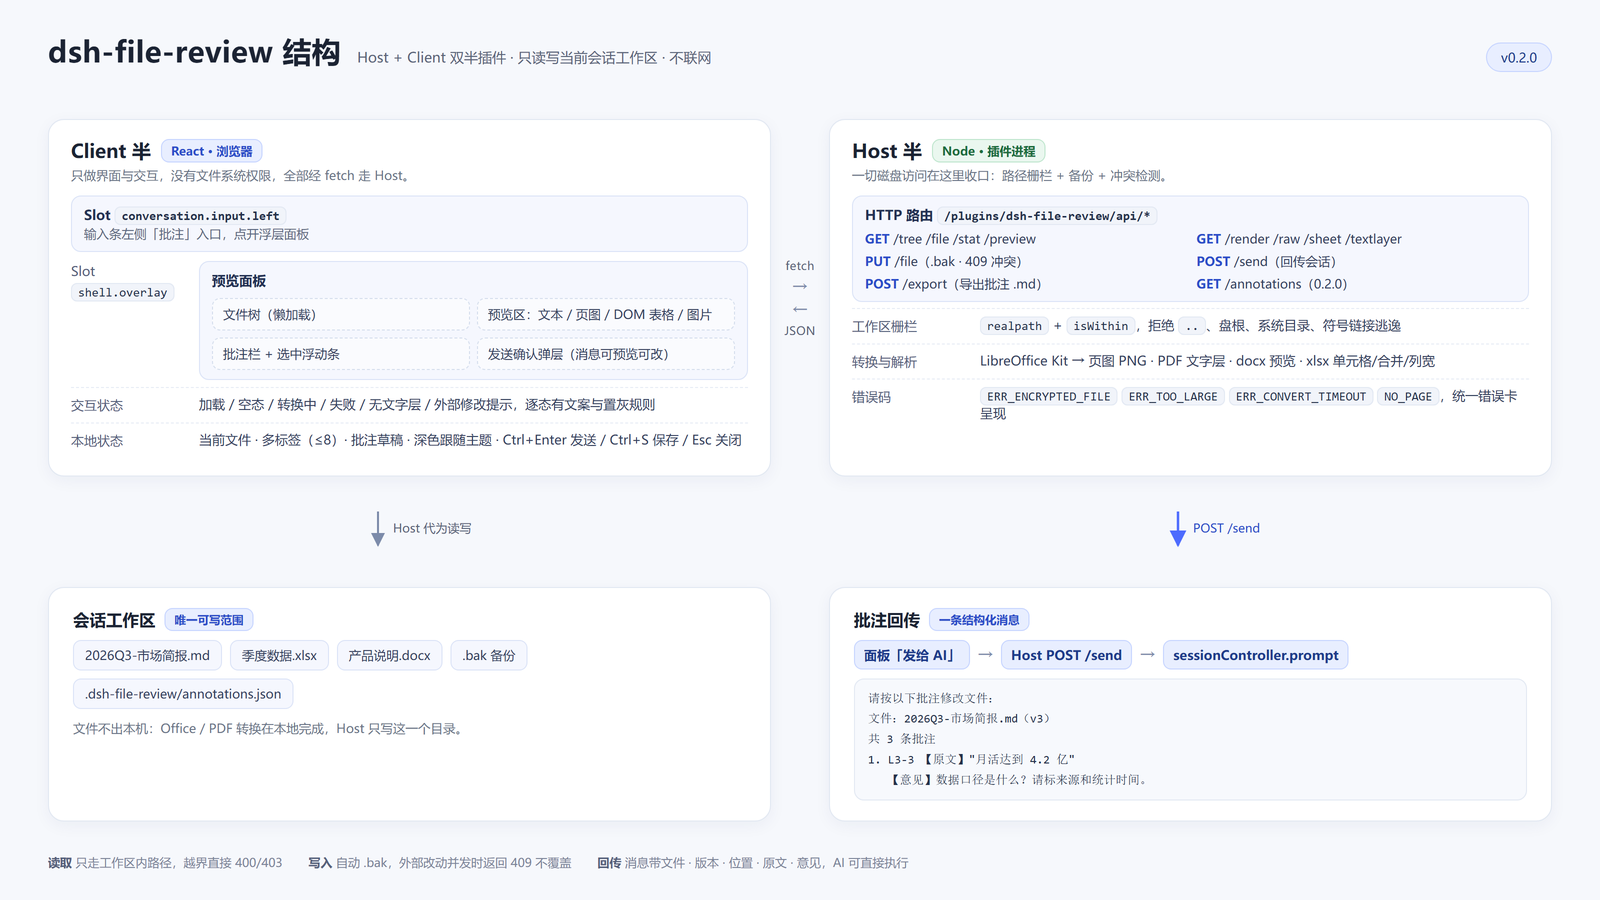 dsh-file-review 结构
Host + Client 双半插件 · 只读写当前会话工作区 · 不联网
v0.2.0
Client 半
React • 浏览器
只做界面与交互，没有文件系统权限，全部经 fetch 走 Host。
Slot conversation.input.left
输入条左侧「批注」入口，点开浮层面板
Slot
shell.overlay
预览面板
文件树（懒加载）
预览区：文本 / 页图 / DOM 表格 / 图片
批注栏 + 选中浮动条
发送确认弹层（消息可预览可改）
交互状态
加载 / 空态 / 转换中 / 失败 / 无文字层 / 外部修改提示，逐态有文案与置灰规则
本地状态
当前文件 · 多标签（≤8）· 批注草稿 · 深色跟随主题 · Ctrl+Enter 发送 / Ctrl+S 保存 / Esc 关闭
fetch
→
←
JSON
Host 半
Node • 插件进程
一切磁盘访问在这里收口：路径栅栏 + 备份 + 冲突检测。
HTTP 路由 /plugins/dsh-file-review/api/*
GET /tree /file /stat /preview
GET /render /raw /sheet /textlayer
PUT /file（.bak · 409 冲突）
POST /send（回传会话）
POST /export（导出批注 .md）
GET /annotations（0.2.0）
工作区栅栏
realpath + isWithin，拒绝 ..、盘根、系统目录、符号链接逃逸
转换与解析
LibreOffice Kit → 页图 PNG · PDF 文字层 · docx 预览 · xlsx 单元格/合并/列宽
错误码
ERR_ENCRYPTED_FILE ERR_TOO_LARGE ERR_CONVERT_TIMEOUT NO_PAGE，统一错误卡
呈现
Host 代为读写
POST /send
会话工作区
唯一可写范围
2026Q3-市场简报.md
季度数据.xlsx
产品说明.docx
.bak 备份
.dsh-file-review/annotations.json
文件不出本机：Office / PDF 转换在本地完成，Host 只写这一个目录。
批注回传
一条结构化消息
面板「发给 AI」 → Host POST /send → sessionController.prompt
请按以下批注修改文件：
文件：2026Q3-市场简报.md（v3）
共 3 条批注
1. L3-3 【原文】"月活达到 4.2 亿"
【意见】数据口径是什么？请标来源和统计时间。
读取 只走工作区内路径，越界直接 400/403
写入 自动 .bak，外部改动并发时返回 409 不覆盖
回传 消息带文件 · 版本 · 位置 · 原文 · 意见，AI 可直接执行